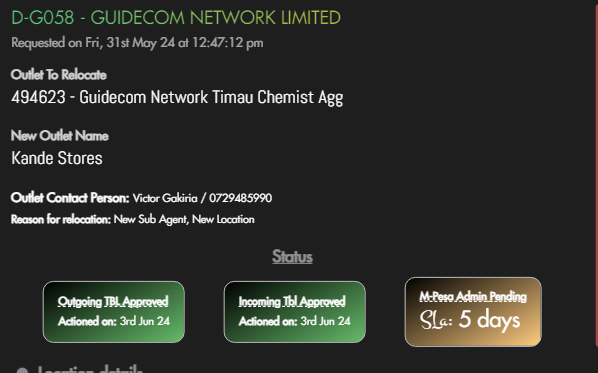 D-G058 - GUIDECOM NETWORK LIMITED
Requested on Fri, 31st May 24 at 12:47:12 pm
Outlet To Relocate
494623 - Guidecom Network Timau Chemist Agg
New Outlet Name
Kande Stores
Outlet Contact Person: Victor Gakiria / 0729485990
Reason for relocation: New Sub Agent, New Location
Status
Outgoing TBL Approved
Actioned on: 3rd Jun 24
Incoming Tbl Approved
Actioned on: 3rd Jun 24
M-Pesa Admin Pending
SLa: 5 days
Location details